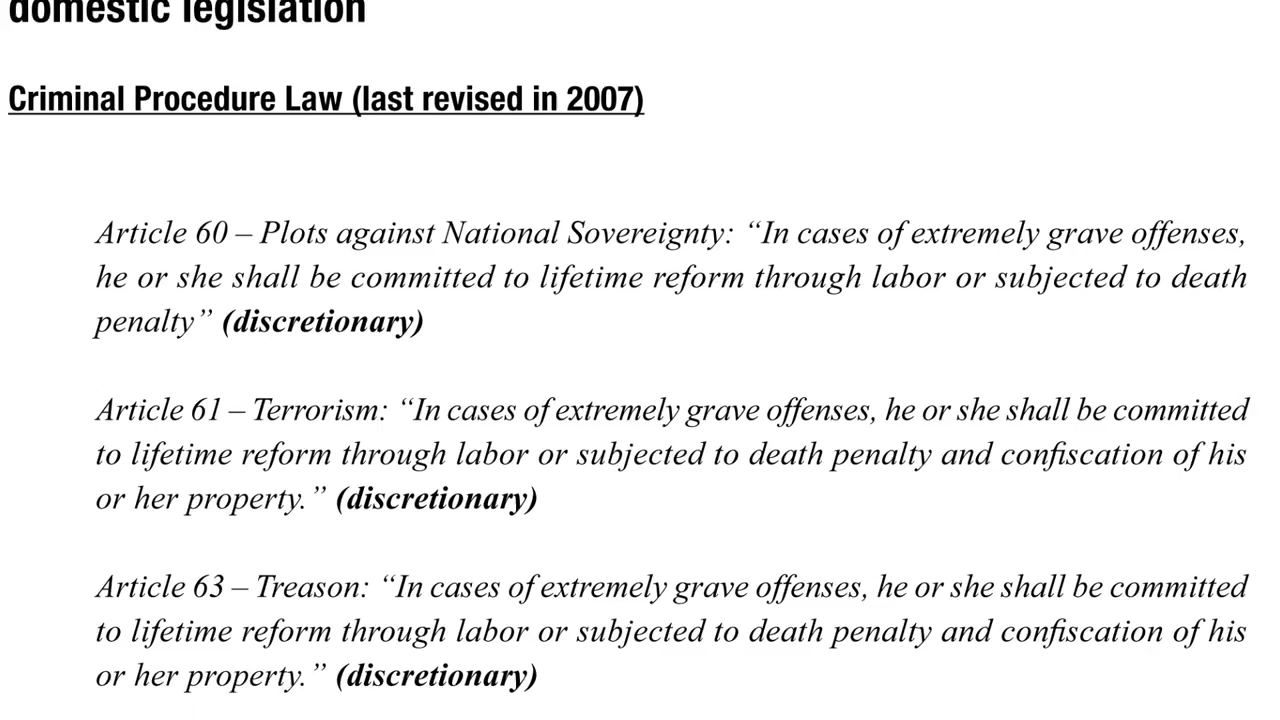 domestic legislation
Criminal Procedure Law (last revised in 2007)
Article 60 – Plots against National Sovereignty: “In cases of extremely grave offenses,
he or she shall be committed to lifetime reform through labor or subjected to death
penalty” (discretionary)
Article 61 – Terrorism: “In cases of extremely grave offenses, he or she shall be committed
to lifetime reform through labor or subjected to death penalty and confiscation of his
or her property.” (discretionary)
Article 63 – Treason: “In cases of extremely grave offenses, he or she shall be committed
to lifetime reform through labor or subjected to death penalty and confiscation of his
or her property.” (discretionary)